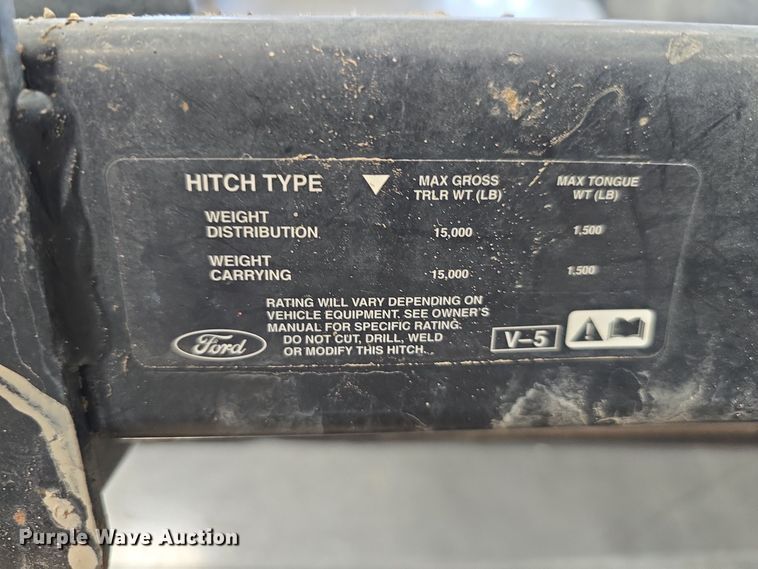 HITCH TYPE MAX GROSS TRLR WT (LB) MAX TONGUE WT (LB)
WEIGHT DISTRIBUTION 15,000 1,500
WEIGHT CARRYING 15,000 1,500
RATING WILL VARY DEPENDING ON
VEHICLE EQUIPMENT. SEE OWNER'S
MANUAL FOR SPECIFIC RATING.
DO NOT CUT, DRILL, WELD
OR MODIFY THIS HITCH.
Ford
V-5
Purple Wave Auction